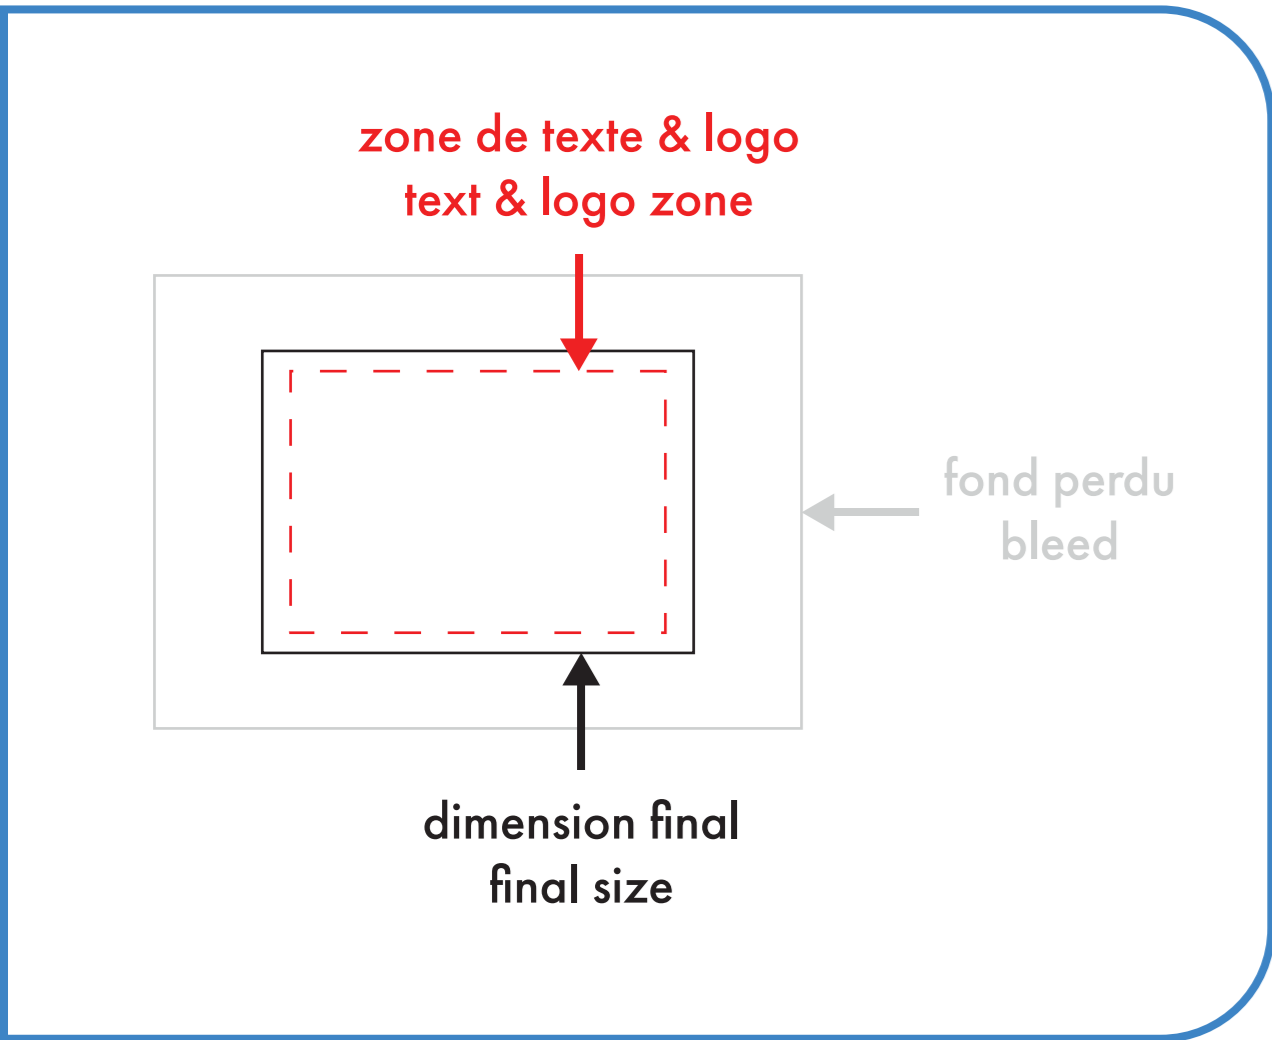 zone de texte & logo
text & logo zone
fond perdu
bleed
dimension final
final size